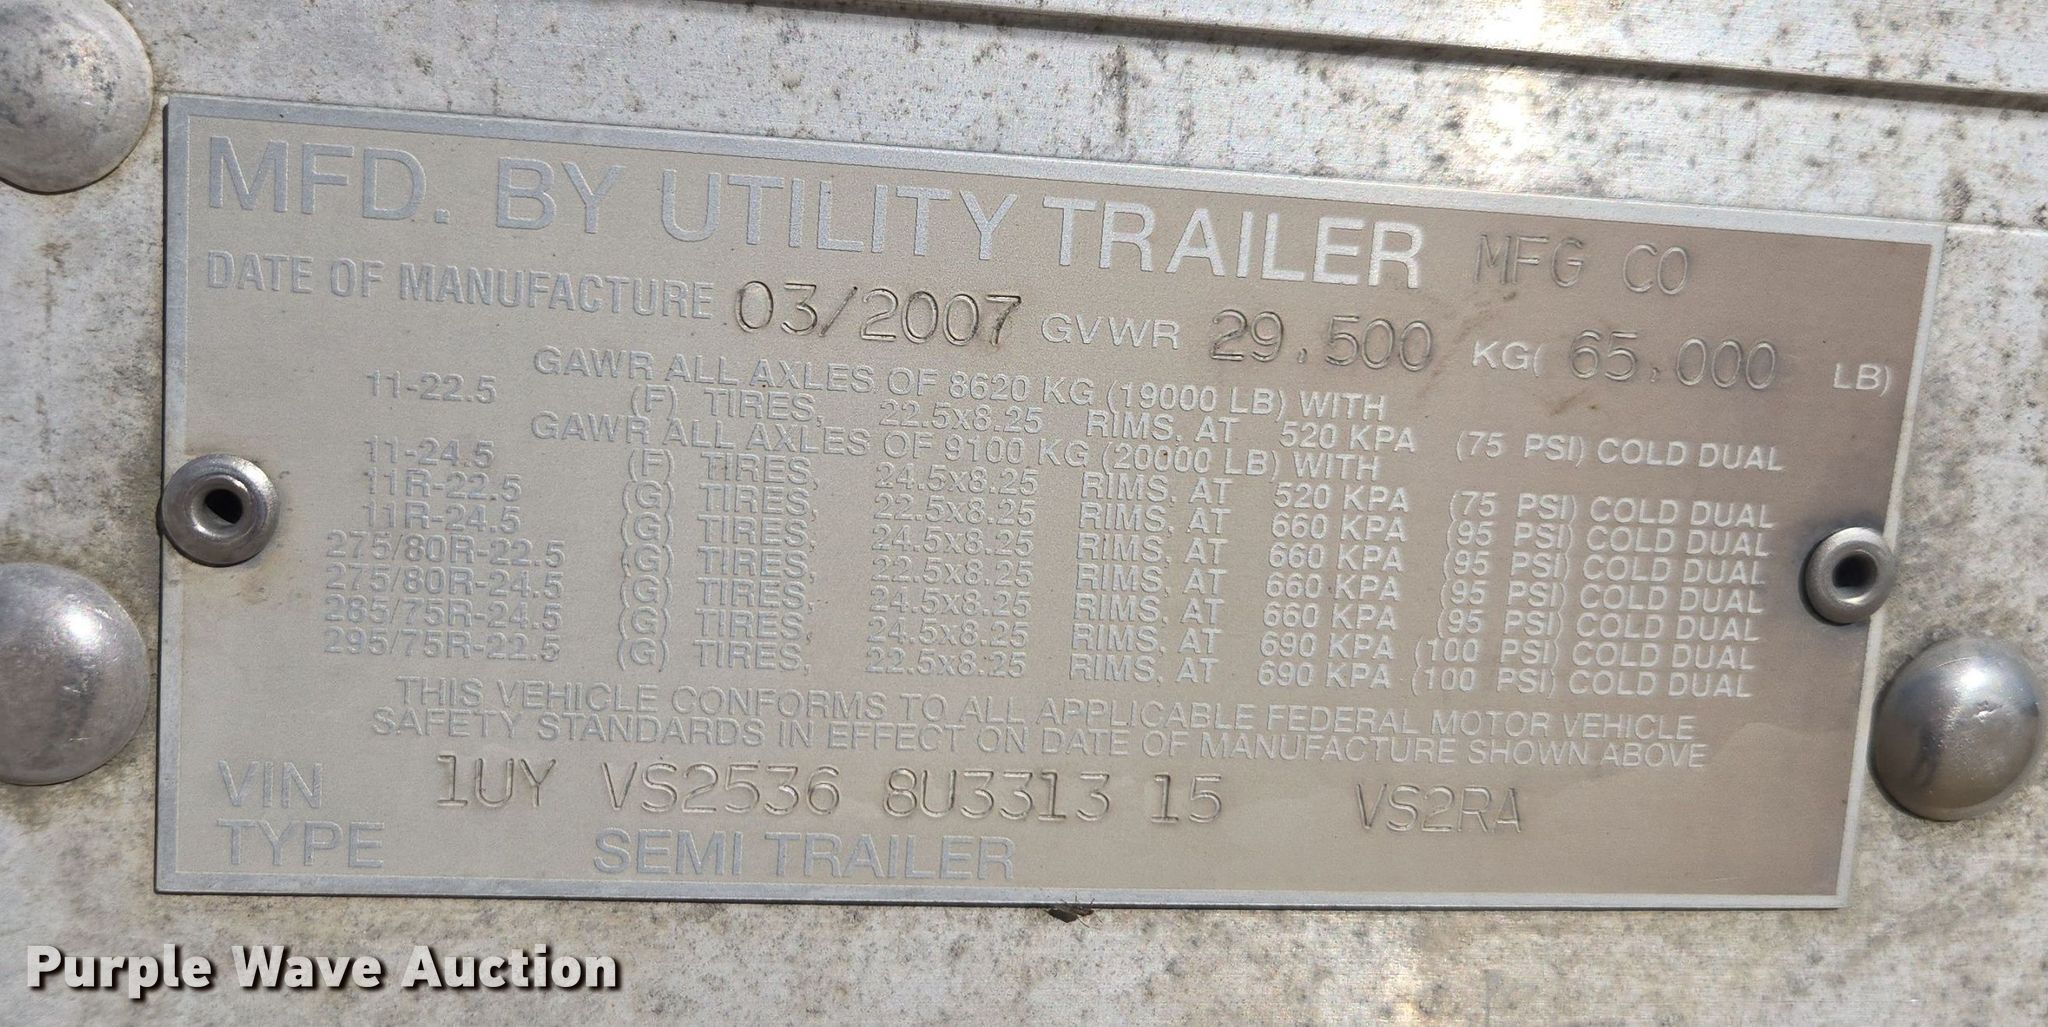 MFD. BY UTILITY TRAILER MFG CO
DATE OF MANUFACTURE 03/2007 GVWR 29,500 KG( 65,000 LB)
GAWR ALL AXLES OF 8620 KG (19000 LB) WITH
11-22.5 (F) TIRES, 22.5x8.25 RIMS, AT 520 KPA (75 PSI) COLD DUAL
GAWR ALL AXLES OF 9100 KG (20000 LB) WITH
11-24.5 (F) TIRES, 24.5x8.25 RIMS, AT 520 KPA (75 PSI) COLD DUAL
11R-22.5 (G) TIRES, 22.5x8.25 RIMS, AT 660 KPA (95 PSI) COLD DUAL
11R-24.5 (G) TIRES, 24.5x8.25 RIMS, AT 660 KPA (95 PSI) COLD DUAL
275/80R-22.5 (G) TIRES, 22.5x8.25 RIMS, AT 660 KPA (95 PSI) COLD DUAL
275/80R-24.5 (G) TIRES, 24.5x8.25 RIMS, AT 660 KPA (95 PSI) COLD DUAL
285/75R-24.5 (G) TIRES, 24.5x8.25 RIMS, AT 690 KPA (100 PSI) COLD DUAL
295/75R-22.5 (G) TIRES, 22.5x8.25 RIMS, AT 690 KPA (100 PSI) COLD DUAL
THIS VEHICLE CONFORMS TO ALL APPLICABLE FEDERAL MOTOR VEHICLE
SAFETY STANDARDS IN EFFECT ON DATE OF MANUFACTURE SHOWN ABOVE
VIN 1UY VS2536 8U3313 15 VS2RA
TYPE SEMI TRAILER
Purple Wave Auction